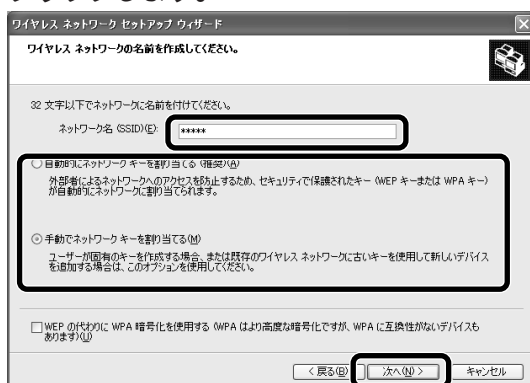 ワイヤレス ネットワーク セットアップ ウィザード
ワイヤレス ネットワークの名前を作成してください。
32 文字以下でネットワークに名前を付けてください。
ネットワーク名 (SSID)(E): *****
自動的にネットワーク キーを割り当てる (推奨)(A)
外部者によるネットワークへのアクセスを防止するため、セキュリティで保護されたキー (WEP キーまたは WPA キー)
が自動的にネットワークに割り当てられます。
手動でネットワーク キーを割り当てる(M)
ユーザーが固有のキーを作成する場合、または既存のワイヤレス ネットワークに古いキーを使用して新しいデバイス
を追加する場合は、このオプションを使用してください。
WEP の代わりに WPA 暗号化を使用する (WPA はより高度な暗号化ですが、WPA に互換性がないデバイスも
あります)(U)
< 戻る(B) 次へ(N) > キャンセル